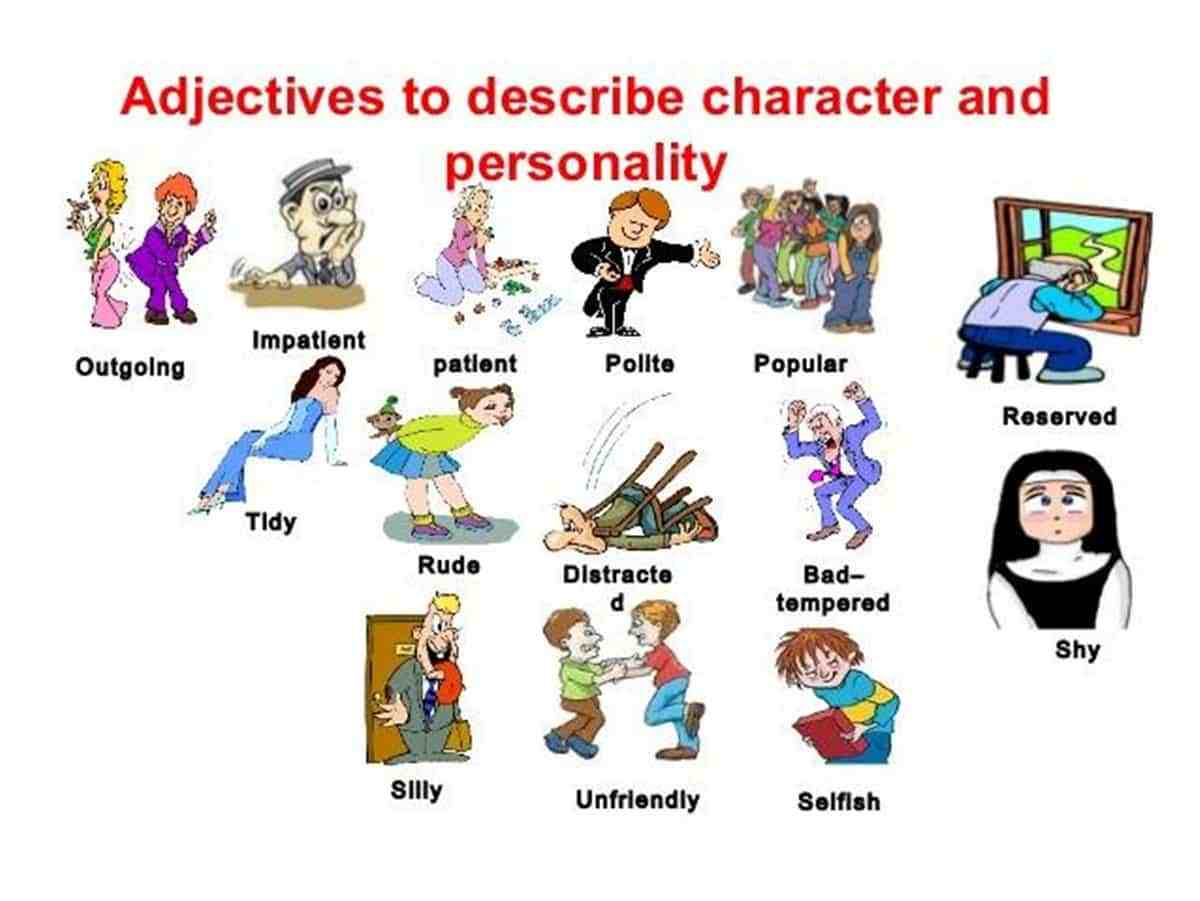 Adjectives to describe character and
personality
Outgoing
Impatient
patient
Polite
Popular
Reserved
Tidy
Rude
Distracte
d
Bad–
tempered
Shy
Silly
Unfriendly
Selfish